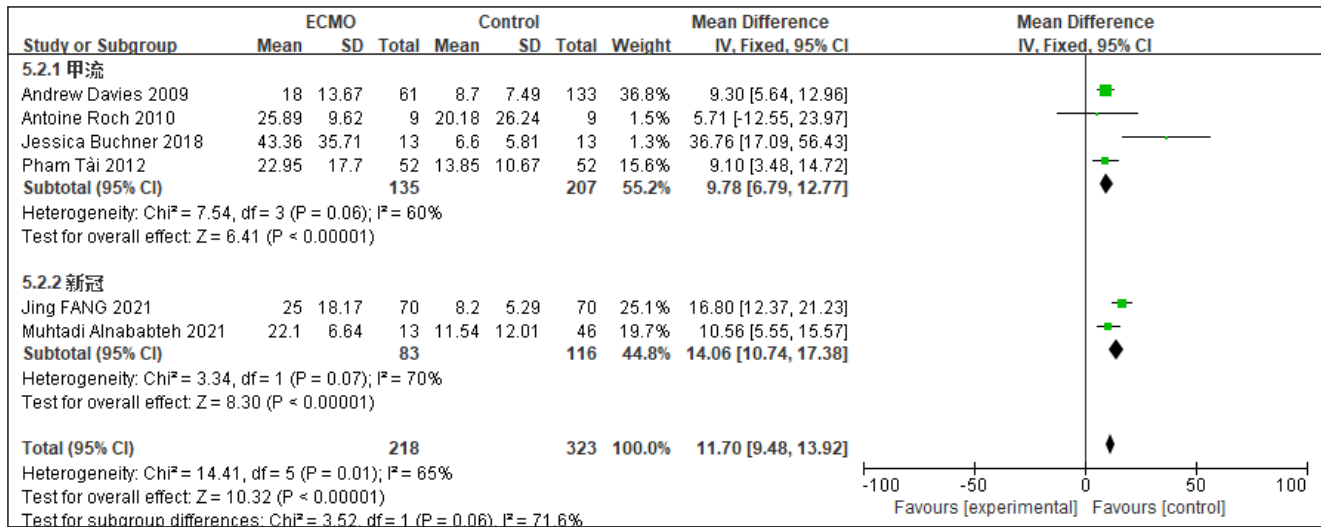 ECMO Control Mean Difference Mean Difference
Study or Subgroup Mean SD Total Mean SD Total Weight IV, Fixed, 95% CI IV, Fixed, 95% CI
5.2.1 甲流
Andrew Davies 2009 18 13.67 61 8.7 7.49 133 36.8% 9.30 [5.64, 12.96]
Antoine Roch 2010 25.89 9.62 9 20.18 26.24 9 1.5% 5.71 [-12.55, 23.97]
Jessica Buchner 2018 43.36 35.71 13 6.6 5.81 13 1.3% 36.76 [17.09, 56.43]
Pham Tài 2012 22.95 17.7 52 13.85 10.67 52 15.6% 9.10 [3.48, 14.72]
Subtotal (95% CI) 135 207 55.2% 9.78 [6.79, 12.77]
Heterogeneity: Chi² = 7.54, df = 3 (P = 0.06); I² = 60%
Test for overall effect: Z = 6.41 (P < 0.00001)
5.2.2 新冠
Jing FANG 2021 25 18.17 70 8.2 5.29 70 25.1% 16.80 [12.37, 21.23]
Muhtadi Alnababteh 2021 22.1 6.64 13 11.54 12.01 46 19.7% 10.56 [5.55, 15.57]
Subtotal (95% CI) 83 116 44.8% 14.06 [10.74, 17.38]
Heterogeneity: Chi² = 3.34, df = 1 (P = 0.07); I² = 70%
Test for overall effect: Z = 8.30 (P < 0.00001)
Total (95% CI) 218 323 100.0% 11.70 [9.48, 13.92]
Heterogeneity: Chi² = 14.41, df = 5 (P = 0.01); I² = 65%
Test for overall effect: Z = 10.32 (P < 0.00001)
Test for subgroup differences: Chi² = 3.52, df = 1 (P = 0.06), I² = 71.6%
-100 -50 0 50 100
Favours [experimental] Favours [control]